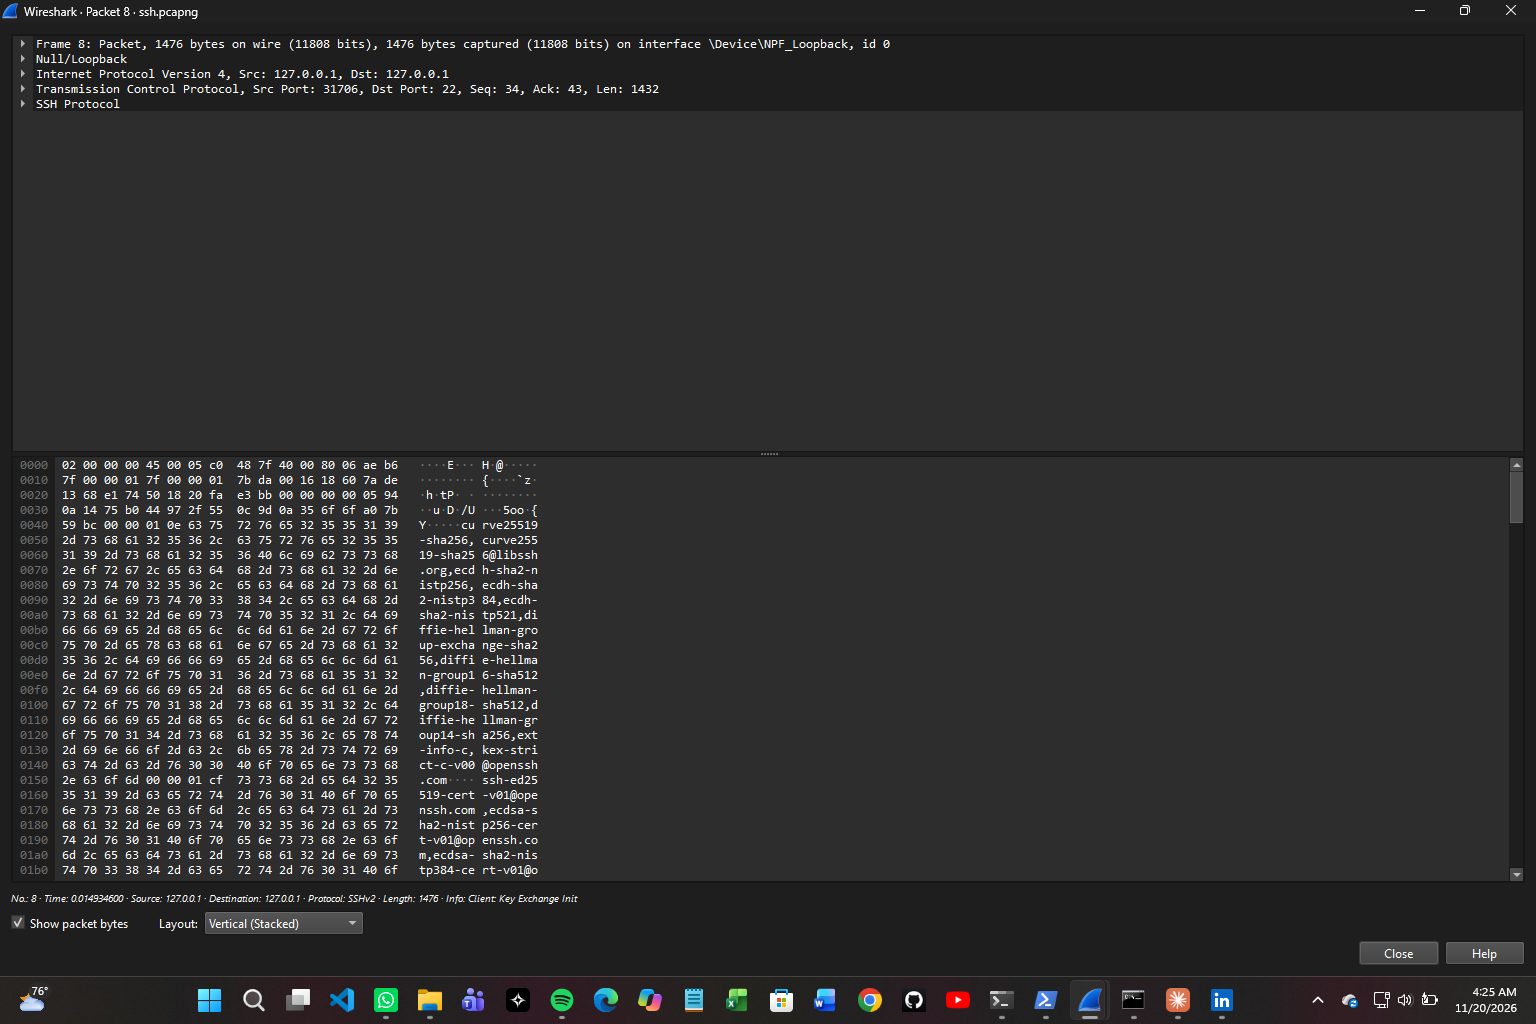 Wireshark · Packet 8 · ssh.pcapng
Frame 8: Packet, 1476 bytes on wire (11808 bits), 1476 bytes captured (11808 bits) on interface \Device\NPF_Loopback, id 0
Null/Loopback
Internet Protocol Version 4, Src: 127.0.0.1, Dst: 127.0.0.1
Transmission Control Protocol, Src Port: 31706, Dst Port: 22, Seq: 34, Ack: 43, Len: 1432
SSH Protocol
0000 02 00 00 00 45 00 05 c0 48 7f 40 00 80 06 ae b6 ····E··· H·@·····
0010 7f 00 00 01 7f 00 00 01 7b da 00 16 18 60 7a de ········ {····`z·
0020 13 68 e1 74 50 18 20 fa e3 bb 00 00 00 00 05 94 ·h·tP· · ········
0030 0a 14 75 b0 44 97 2f 55 0c 9d 0a 35 6f 6f a0 7b ··u·D·/U ···5oo·{
0040 59 bc 00 00 01 0e 63 75 72 76 65 32 35 35 31 39 Y·····cu rve25519
0050 2d 73 68 61 32 35 36 2c 63 75 72 76 65 32 35 35 -sha256, curve255
0060 31 39 2d 73 68 61 32 35 36 40 6c 69 62 73 73 68 19-sha25 6@libssh
0070 2e 6f 72 67 2c 65 63 64 68 2d 73 68 61 32 2d 6e .org,ecd h-sha2-n
0080 69 73 74 70 32 35 36 2c 65 63 64 68 2d 73 68 61 istp256, ecdh-sha
0090 32 2d 6e 69 73 74 70 33 38 34 2c 65 63 64 68 2d 2-nistp3 84,ecdh-
00a0 73 68 61 32 2d 6e 69 73 74 70 35 32 31 2c 64 69 sha2-nis tp521,di
00b0 66 66 69 65 2d 68 65 6c 6c 6d 61 6e 2d 67 72 6f ffie-hel lman-gro
00c0 75 70 2d 65 78 63 68 61 6e 67 65 2d 73 68 61 32 up-excha nge-sha2
00d0 35 36 2c 64 69 66 66 69 65 2d 68 65 6c 6c 6d 61 56,diffi e-hellma
00e0 6e 2d 67 72 6f 75 70 31 36 2d 73 68 61 35 31 32 n-group1 6-sha512
00f0 2c 64 69 66 66 69 65 2d 68 65 6c 6c 6d 61 6e 2d ,diffie- hellman-
0100 67 72 6f 75 70 31 38 2d 73 68 61 35 31 32 2c 64 group18- sha512,d
0110 69 66 66 69 65 2d 68 65 6c 6c 6d 61 6e 2d 67 72 iffie-he llman-gr
0120 6f 75 70 31 34 2d 73 68 61 32 35 36 2c 65 78 74 oup14-sh a256,ext
0130 2d 69 6e 66 6f 2d 63 2c 6b 65 78 2d 73 74 72 69 -info-c, kex-stri
0140 63 74 2d 63 2d 76 30 30 40 6f 70 65 6e 73 73 68 ct-c-v00 @openssh
0150 2e 63 6f 6d 00 00 01 cf 73 73 68 2d 65 64 32 35 .com···· ssh-ed25
0160 35 31 39 2d 63 65 72 74 2d 76 30 31 40 6f 70 65 519-cert -v01@ope
0170 6e 73 73 68 2e 63 6f 6d 2c 65 63 64 73 61 2d 73 nssh.com ,ecdsa-s
0180 68 61 32 2d 6e 69 73 74 70 32 35 36 2d 63 65 72 ha2-nist p256-cer
0190 74 2d 76 30 31 40 6f 70 65 6e 73 73 68 2e 63 6f t-v01@op enssh.co
01a0 6d 2c 65 63 64 73 61 2d 73 68 61 32 2d 6e 69 73 m,ecdsa- sha2-nis
01b0 74 70 33 38 34 2d 63 65 72 74 2d 76 30 31 40 6f tp384-ce rt-v01@o
No.: 8 · Time: 0.014934600 · Source: 127.0.0.1 · Destination: 127.0.0.1 · Protocol: SSHv2 · Length: 1476 · Info: Client: Key Exchange Init
Show packet bytes Layout: Vertical (Stacked)
Close Help
76°
4:25 AM
11/20/2026